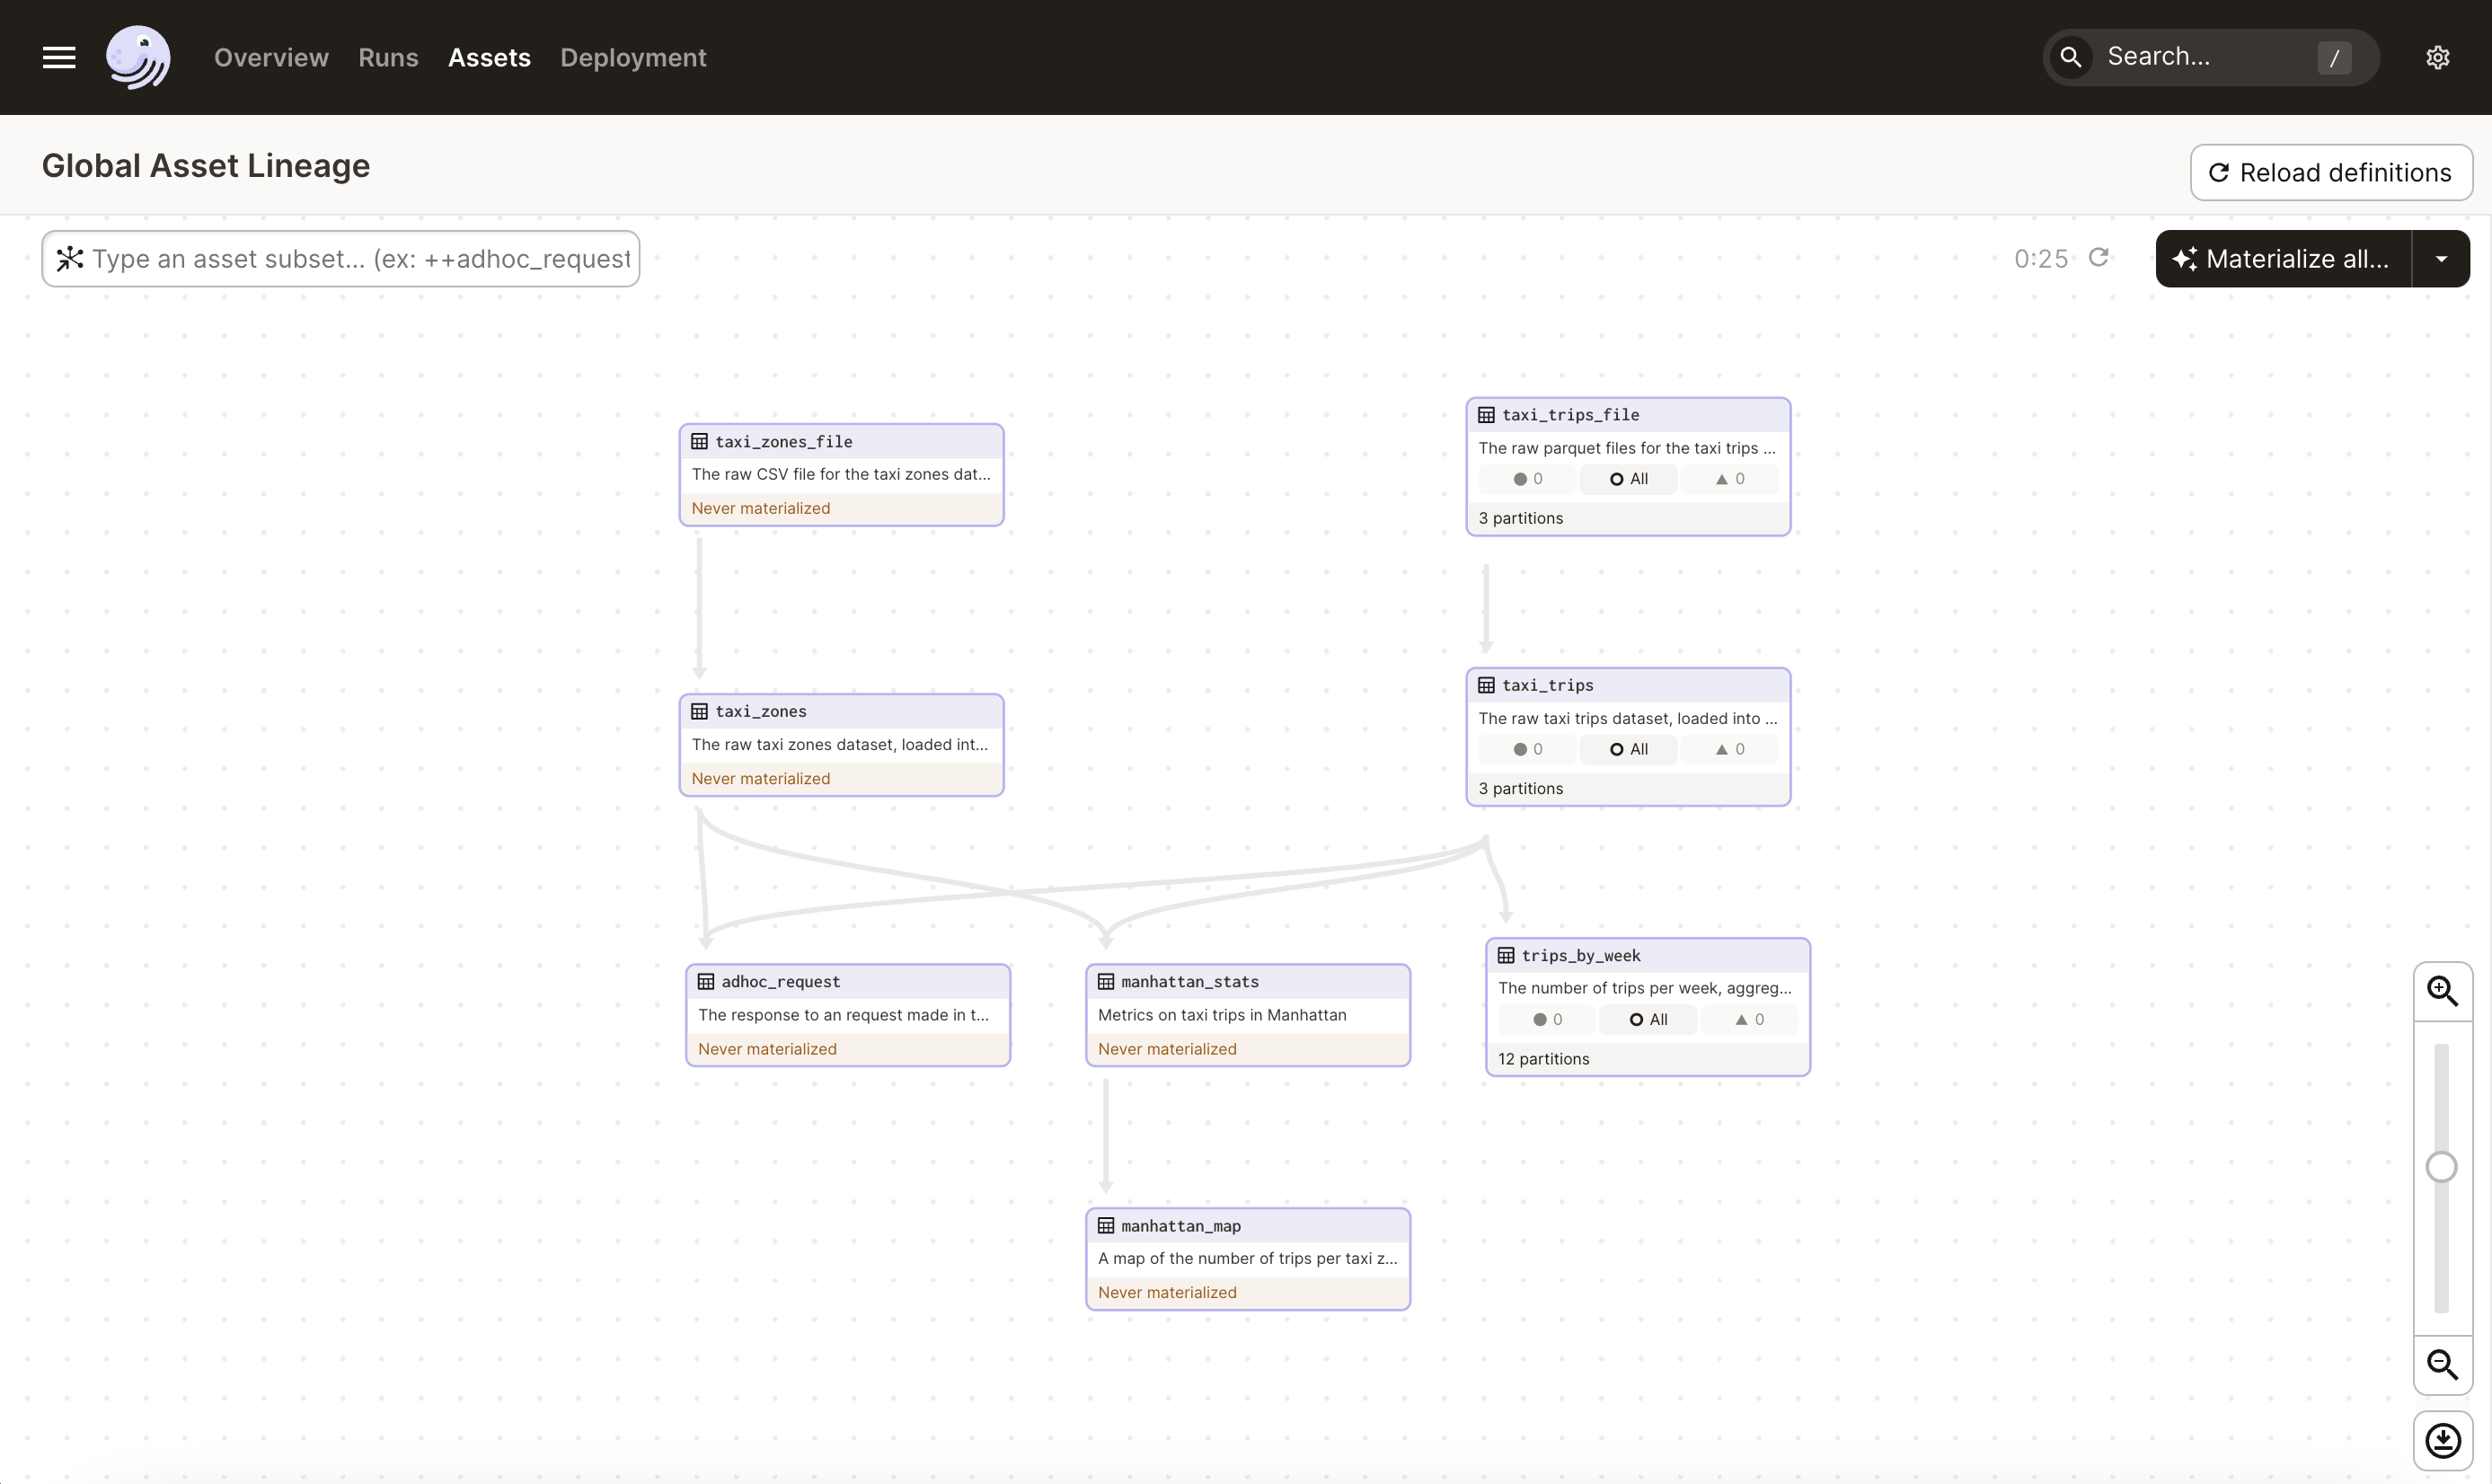 Overview Runs Assets Deployment
Search... /
Global Asset Lineage
Reload definitions
Type an asset subset… (ex: ++adhoc_request
0:25
Materialize all...
taxi_zones_file
The raw CSV file for the taxi zones dat...
Never materialized
taxi_trips_file
The raw parquet files for the taxi trips ...
0 All 0
3 partitions
taxi_zones
The raw taxi zones dataset, loaded int...
Never materialized
taxi_trips
The raw taxi trips dataset, loaded into ...
0 All 0
3 partitions
adhoc_request
The response to an request made in t...
Never materialized
manhattan_stats
Metrics on taxi trips in Manhattan
Never materialized
trips_by_week
The number of trips per week, aggreg...
0 All 0
12 partitions
manhattan_map
A map of the number of trips per taxi z...
Never materialized